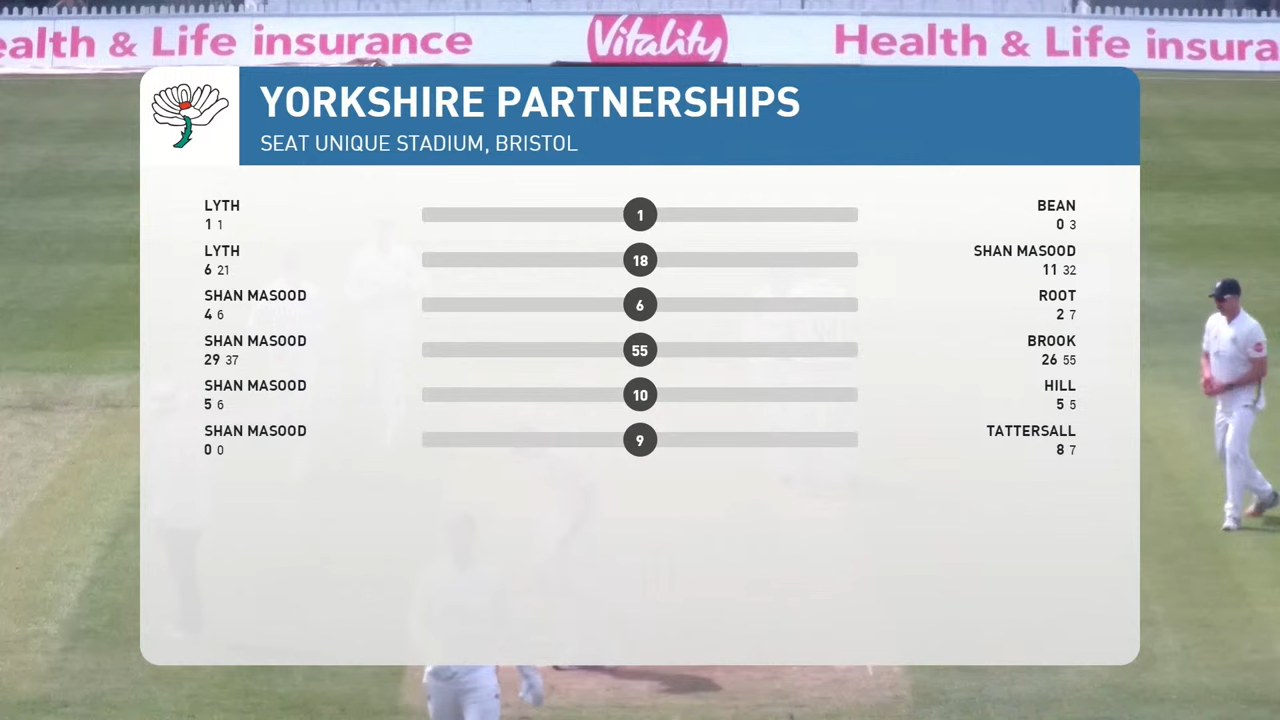 ealth & Life insurance Vitality Health & Life insura
YORKSHIRE PARTNERSHIPS
SEAT UNIQUE STADIUM, BRISTOL
LYTH 1 BEAN
1 1 0 3
LYTH 18 SHAN MASOOD
6 21 11 32
SHAN MASOOD 6 ROOT
4 6 2 7
SHAN MASOOD 55 BROOK
29 37 26 55
SHAN MASOOD 10 HILL
5 6 5 5
SHAN MASOOD 9 TATTERSALL
0 0 8 7